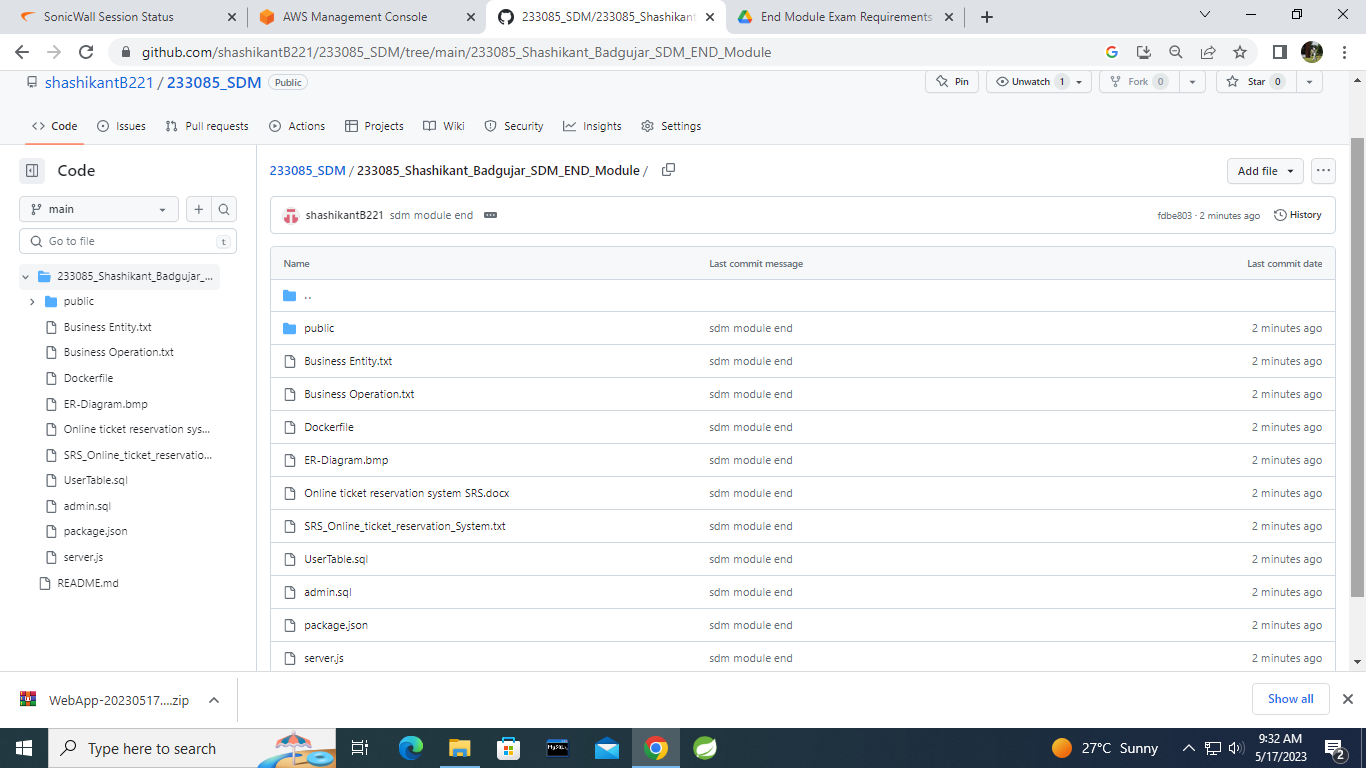 SonicWall Session Status
AWS Management Console
233085_SDM/233085_Shashikant
End Module Exam Requirements
github.com/shashikantB221/233085_SDM/tree/main/233085_Shashikant_Badgujar_SDM_END_Module
shashikantB221 / 233085_SDM Public
Pin
Unwatch 1
Fork 0
Star 0
Code
Issues
Pull requests
Actions
Projects
Wiki
Security
Insights
Settings
Code
main
Go to file t
233085_Shashikant_Badgujar_...
public
Business Entity.txt
Business Operation.txt
Dockerfile
ER-Diagram.bmp
Online ticket reservation sys...
SRS_Online_ticket_reservatio...
UserTable.sql
admin.sql
package.json
server.js
README.md
233085_SDM / 233085_Shashikant_Badgujar_SDM_END_Module /
Add file
shashikantB221 sdm module end
fdbe803 · 2 minutes ago
History
Name Last commit message Last commit date
..
public sdm module end 2 minutes ago
Business Entity.txt sdm module end 2 minutes ago
Business Operation.txt sdm module end 2 minutes ago
Dockerfile sdm module end 2 minutes ago
ER-Diagram.bmp sdm module end 2 minutes ago
Online ticket reservation system SRS.docx sdm module end 2 minutes ago
SRS_Online_ticket_reservation_System.txt sdm module end 2 minutes ago
UserTable.sql sdm module end 2 minutes ago
admin.sql sdm module end 2 minutes ago
package.json sdm module end 2 minutes ago
server.js sdm module end 2 minutes ago
WebApp-20230517....zip
Show all
Type here to search
MySQL
27°C Sunny
9:32 AM
5/17/2023
2